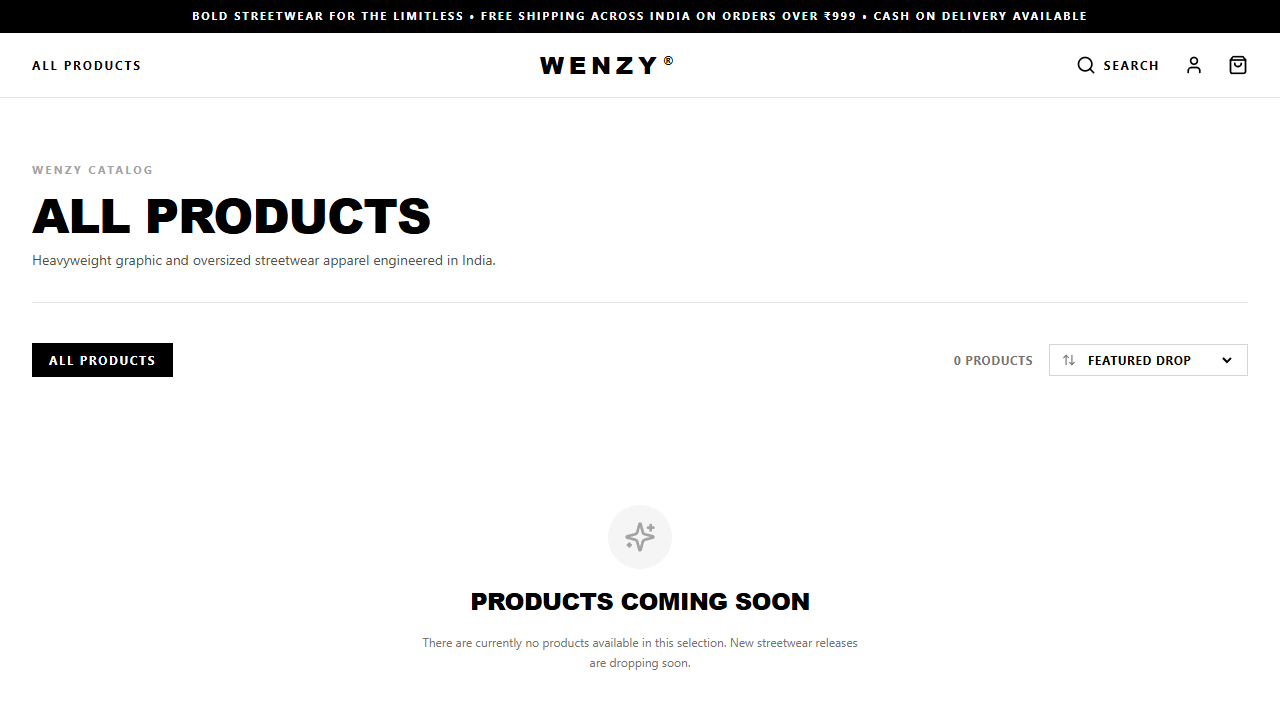 BOLD STREETWEAR FOR THE LIMITLESS • FREE SHIPPING ACROSS INDIA ON ORDERS OVER ₹999 • CASH ON DELIVERY AVAILABLE
ALL PRODUCTS
WENZY®
SEARCH
WENZY CATALOG
ALL PRODUCTS
Heavyweight graphic and oversized streetwear apparel engineered in India.
ALL PRODUCTS
0 PRODUCTS
FEATURED DROP
PRODUCTS COMING SOON
There are currently no products available in this selection. New streetwear releases
are dropping soon.